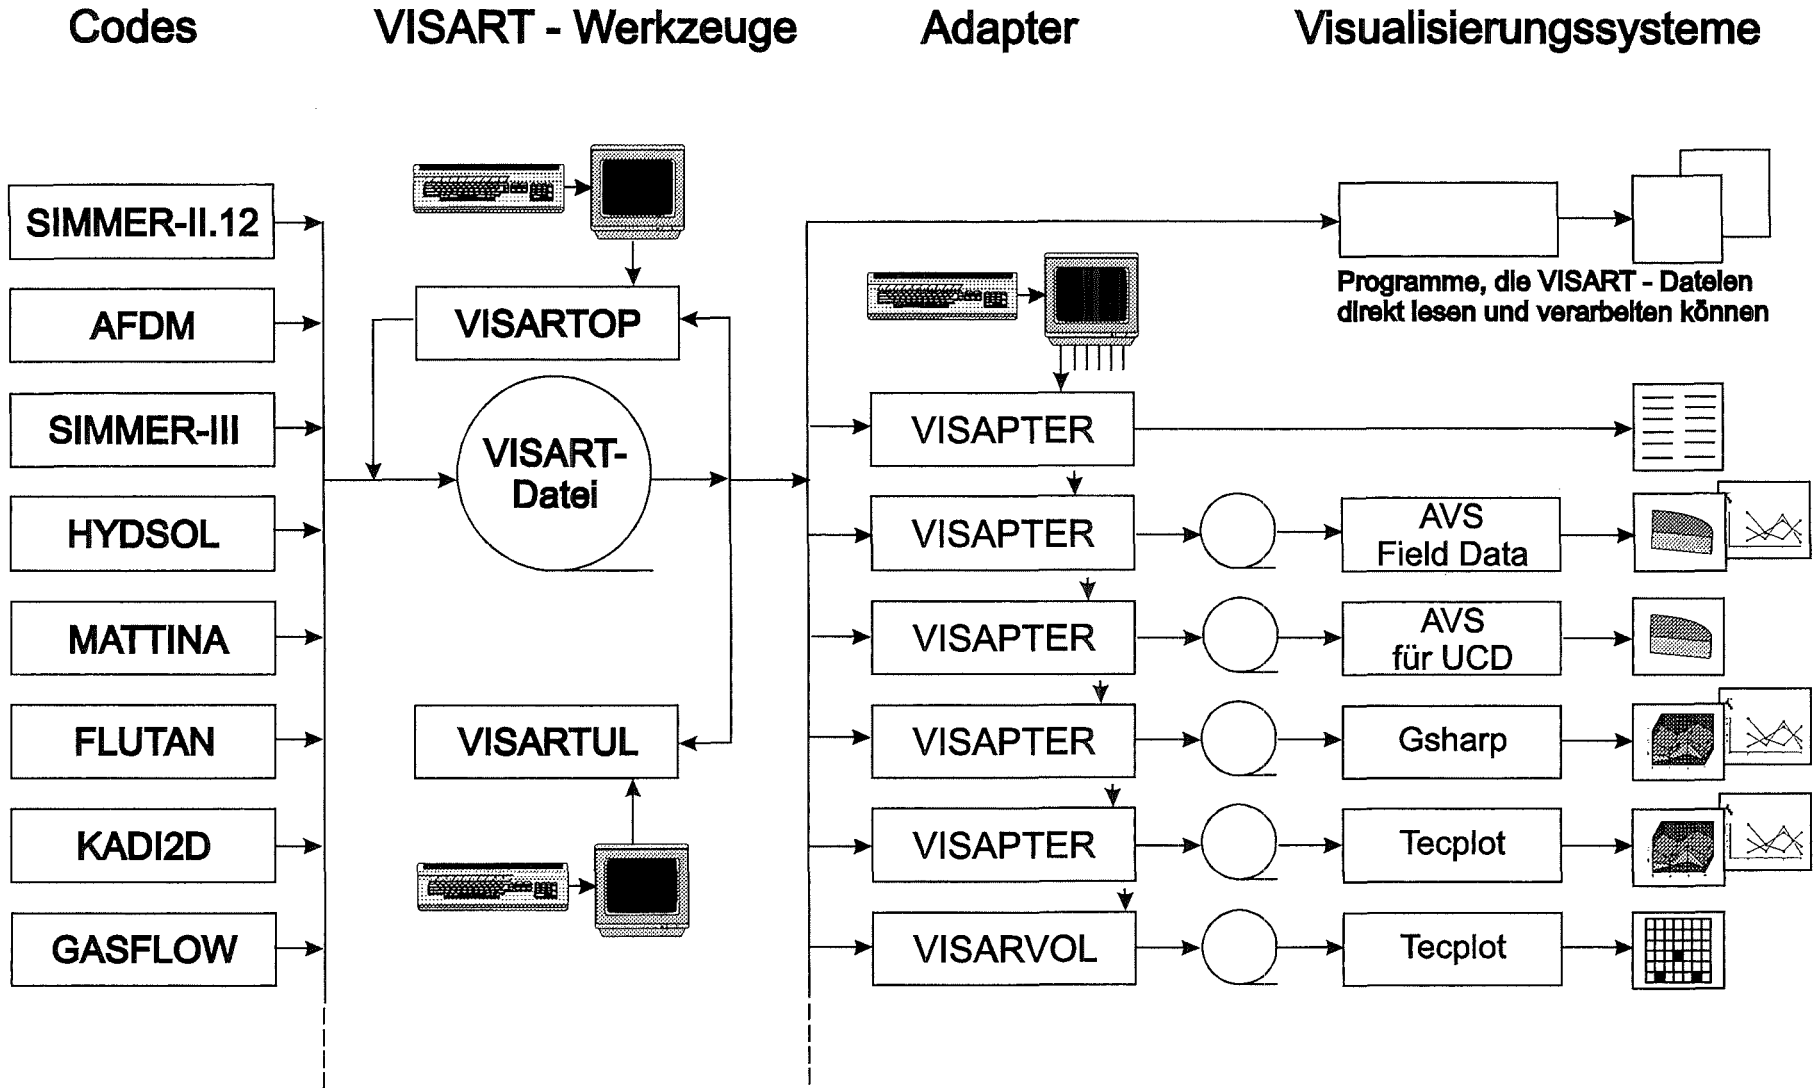 Codes
VISART - Werkzeuge
Adapter
Visualisierungssysteme
SIMMER-II.12
AFDM
SIMMER-III
HYDSOL
MATTINA
FLUTAN
KADI2D
GASFLOW
VISARTOP
VISART-
Datei
VISARTUL
VISAPTER
VISAPTER
VISAPTER
VISAPTER
VISAPTER
VISARVOL
Programme, die VISART - Dateien
direkt lesen und verarbeiten können
AVS
Field Data
AVS
für UCD
Gsharp
Tecplot
Tecplot